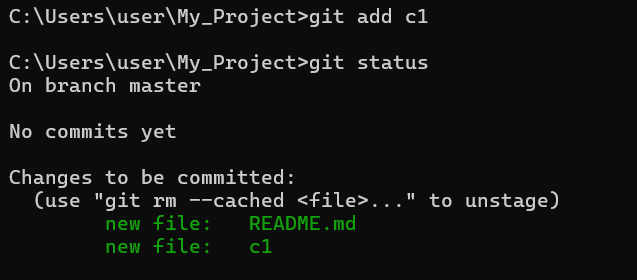 C:\Users\user\My_Project>git add c1
C:\Users\user\My_Project>git status
On branch master
No commits yet
Changes to be committed:
  (use "git rm --cached <file>..." to unstage)
        new file:   README.md
        new file:   c1